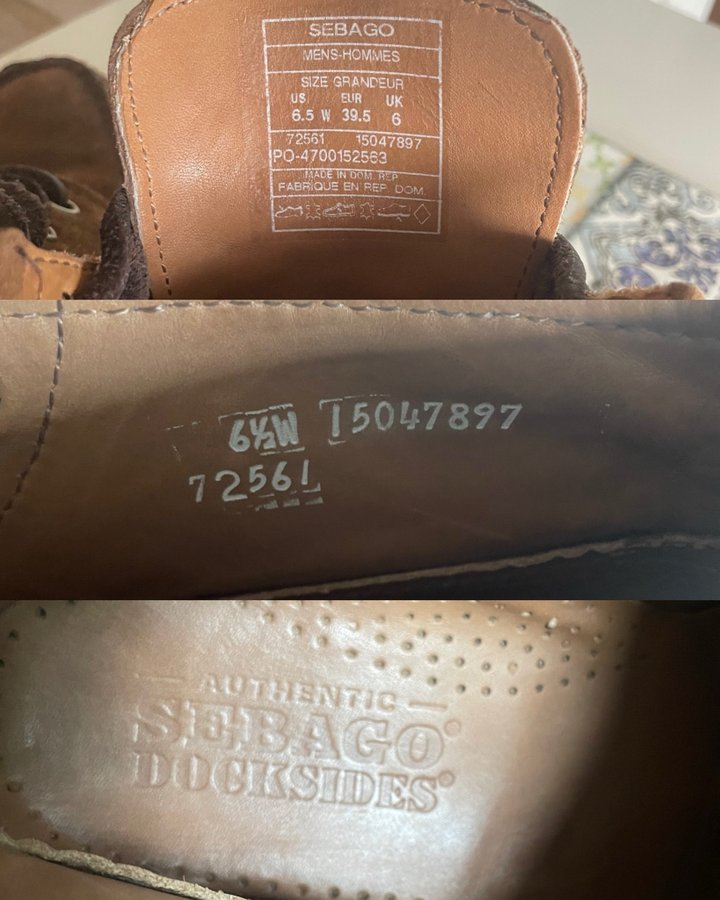 SEBAGO
MENS-HOMMES
SIZE GRANDEUR
US EUR UK
6.5 W 39.5 6
72561 15047897
PO-4700152563
MADE IN DOM. REP.
FABRIQUE EN REP. DOM.
6½W 15047897
72561
— AUTHENTIC —
SEBAGO®
DOCKSIDES®